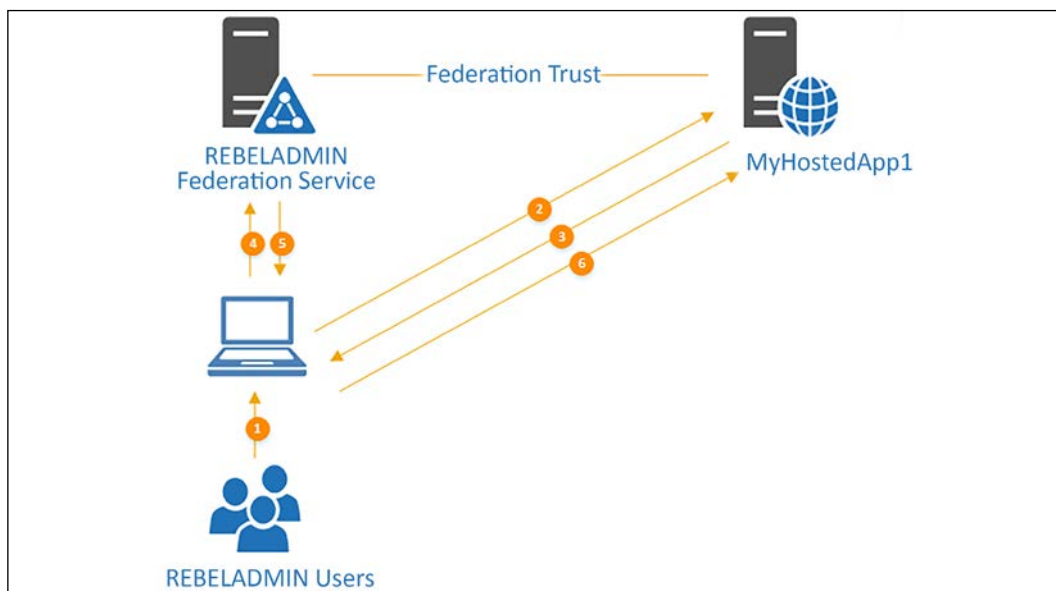 Federation Trust
REBELADMIN
Federation Service
MyHostedApp1
2
3
6
4
5
1
REBELADMIN Users